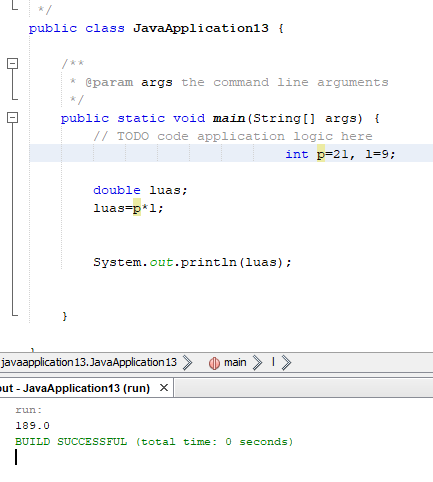 */
public class JavaApplication13 {
/**
* @param args the command line arguments
*/
public static void main(String[] args) {
// TODO code application logic here
int p=21, l=9;
double luas;
luas=p*l;
System.out.println(luas);
}
javaapplication13.JavaApplication13 main l
- JavaApplication13 (run) ×
run:
189.0
BUILD SUCCESSFUL (total time: 0 seconds)